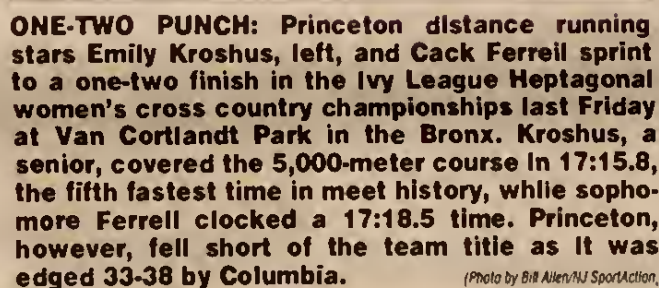 ONE-TWO PUNCH: Princeton distance running
stars Emily Kroshus, left, and Cack Ferrell sprint
to a one-two finish in the Ivy League Heptagonal
women's cross country championships last Friday
at Van Cortlandt Park in the Bronx. Kroshus, a
senior, covered the 5,000-meter course in 17:15.8,
the fifth fastest time in meet history, while sopho-
more Ferrell clocked a 17:18.5 time. Princeton,
however, fell short of the team title as it was
edged 33-38 by Columbia. (Photo by Bill Allen/NJ SportAction)